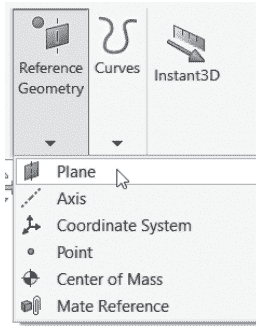 Reference Curves Instant3D
Geometry
Plane
Axis
Coordinate System
Point
Center of Mass
Mate Reference